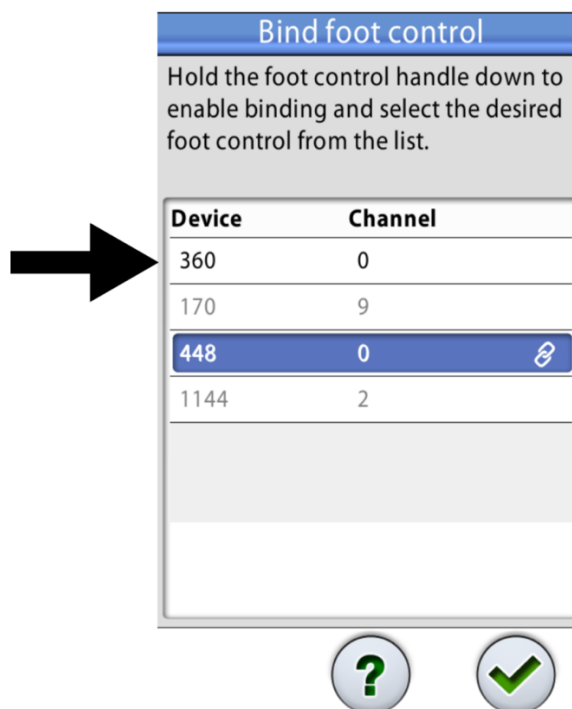 Bind foot control
Hold the foot control handle down to
enable binding and select the desired
foot control from the list.
Device Channel
360 0
170 9
448 0
1144 2
?